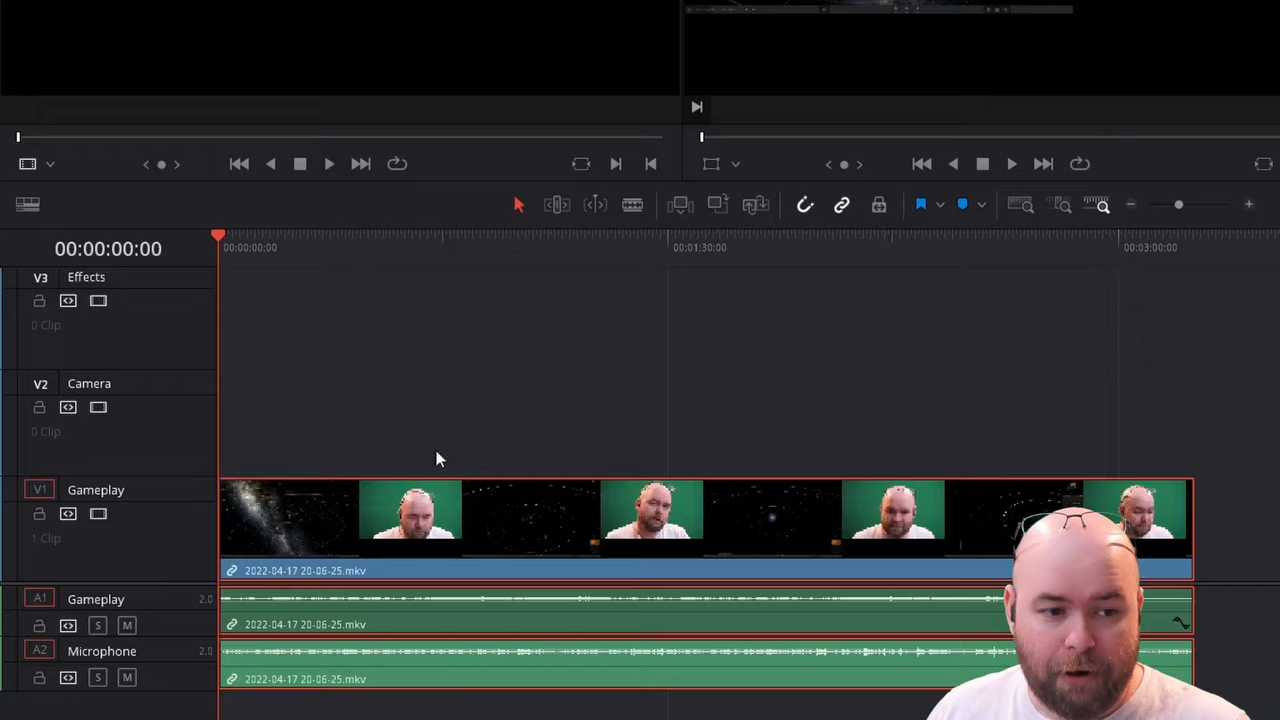 00:00:00:00
00:00:00:00
00:01:30:00
00:03:00:00
V3 Effects
0 Clip
V2 Camera
0 Clip
V1 Gameplay
1 Clip
2022-04-17 20-06-25.mkv
A1 Gameplay 2.0
S M
2022-04-17 20-06-25.mkv
A2 Microphone 2.0
S M
2022-04-17 20-06-25.mkv